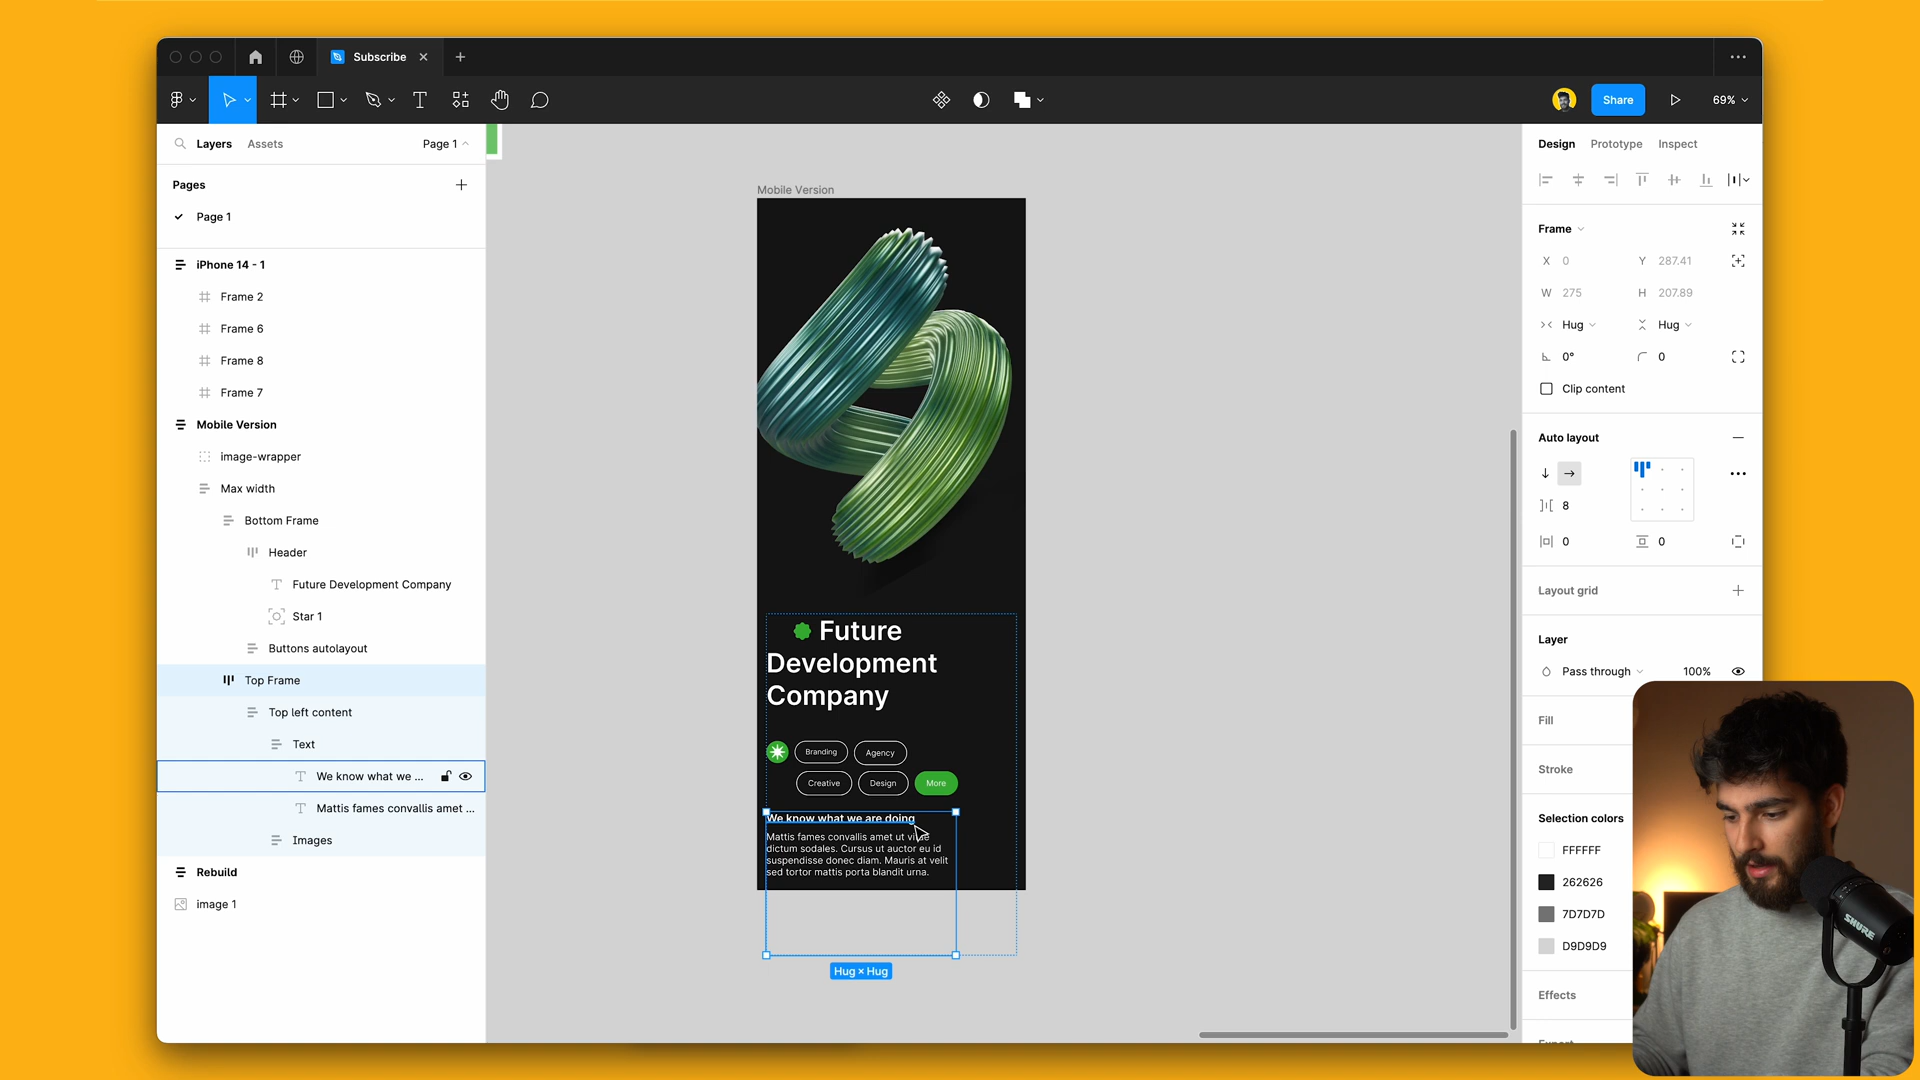 Subscribe
Share
69%
Layers
Assets
Page 1
Pages
Page 1
iPhone 14 - 1
Frame 2
Frame 6
Frame 8
Frame 7
Mobile Version
image-wrapper
Max width
Bottom Frame
Header
Future Development Company
Star 1
Buttons autolayout
Top Frame
Top left content
Text
We know what we ...
Mattis fames convallis amet ...
Images
Rebuild
image 1
Mobile Version
Future
Development
Company
Branding
Agency
Creative
Design
More
We know what we are doing
Mattis fames convallis amet ut vitae
dictum sodales. Cursus ut auctor eu id
suspendisse donec diam. Mauris at velit
sed tortor mattis porta blandit urna.
Hug × Hug
Design
Prototype
Inspect
Frame
X 0
Y 287.41
W 275
H 207.89
Hug
Hug
0°
0
Clip content
Auto layout
8
0
0
Layout grid
Layer
Pass through
100%
Fill
Stroke
Selection colors
FFFFFF
262626
7D7D7D
D9D9D9
Effects
SHURE